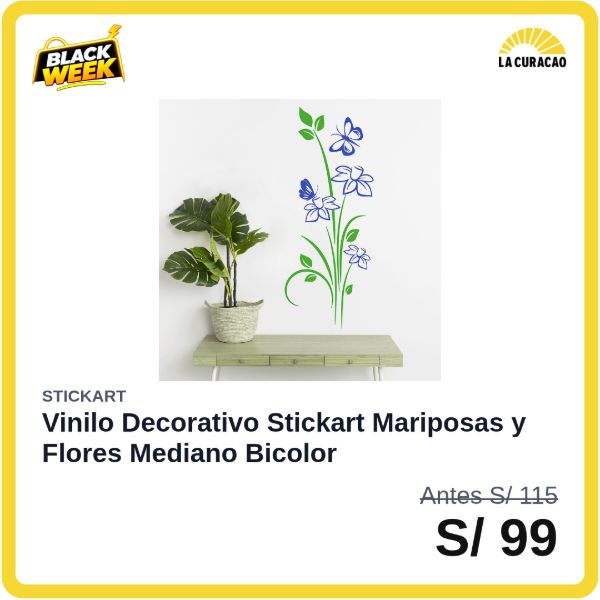 BLACK
WEEK
LA CURACAO
STICKART
Vinilo Decorativo Stickart Mariposas y
Flores Mediano Bicolor
Antes S/ 115
S/ 99